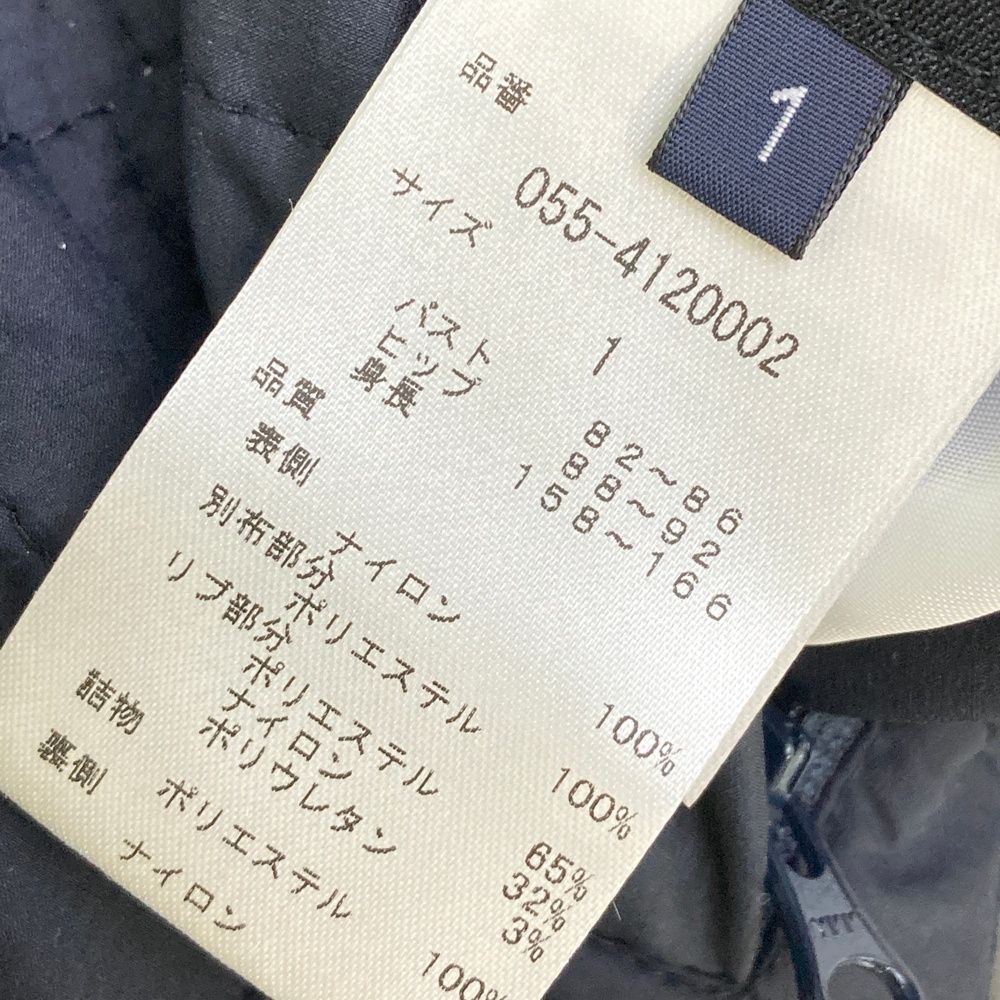 1
品番
055-4120002
サイズ
1
バスト 82～86
ヒップ 88～92
身長 158～166
品質
表側
ナイロン 100%
別布部分
ポリエステル 100%
リブ部分
ポリエステル 65%
ナイロン 32%
ポリウレタン 3%
詰物
ポリエステル 100%
裏側
ナイロン